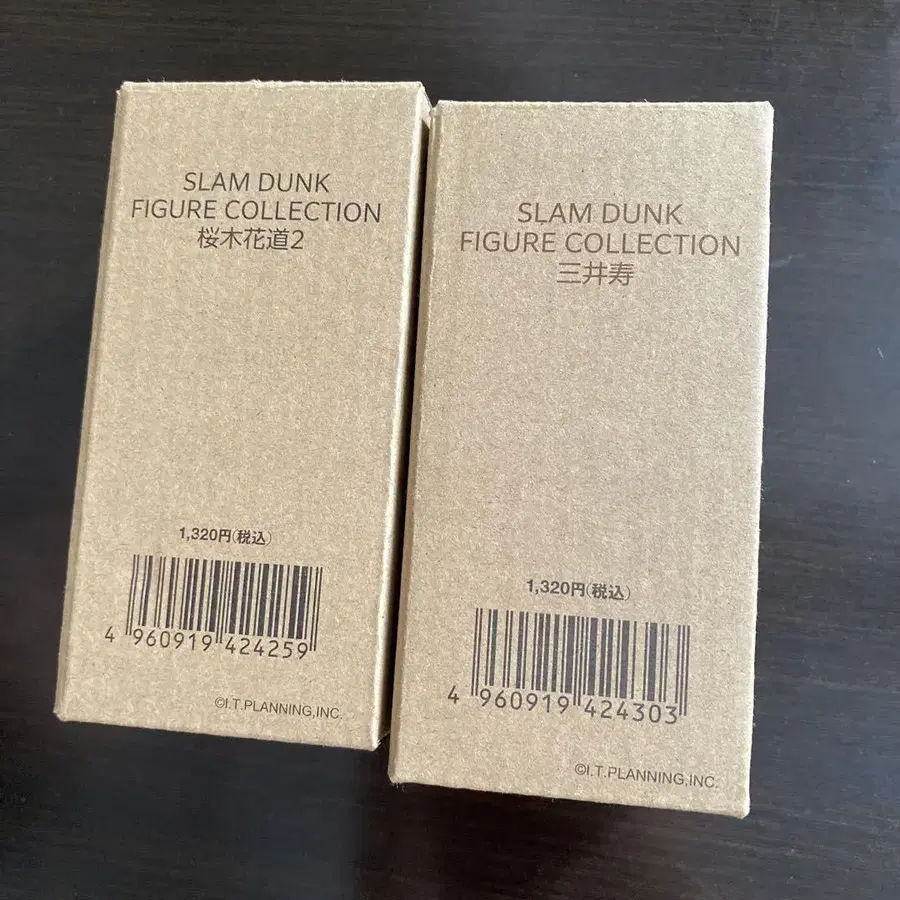 SLAM DUNK
FIGURE COLLECTION
桜木花道2
1,320円(税込)
4 960919 424259
©I.T.PLANNING,INC.
SLAM DUNK
FIGURE COLLECTION
三井寿
1,320円(税込)
4 960919 424303
©I.T.PLANNING,INC.